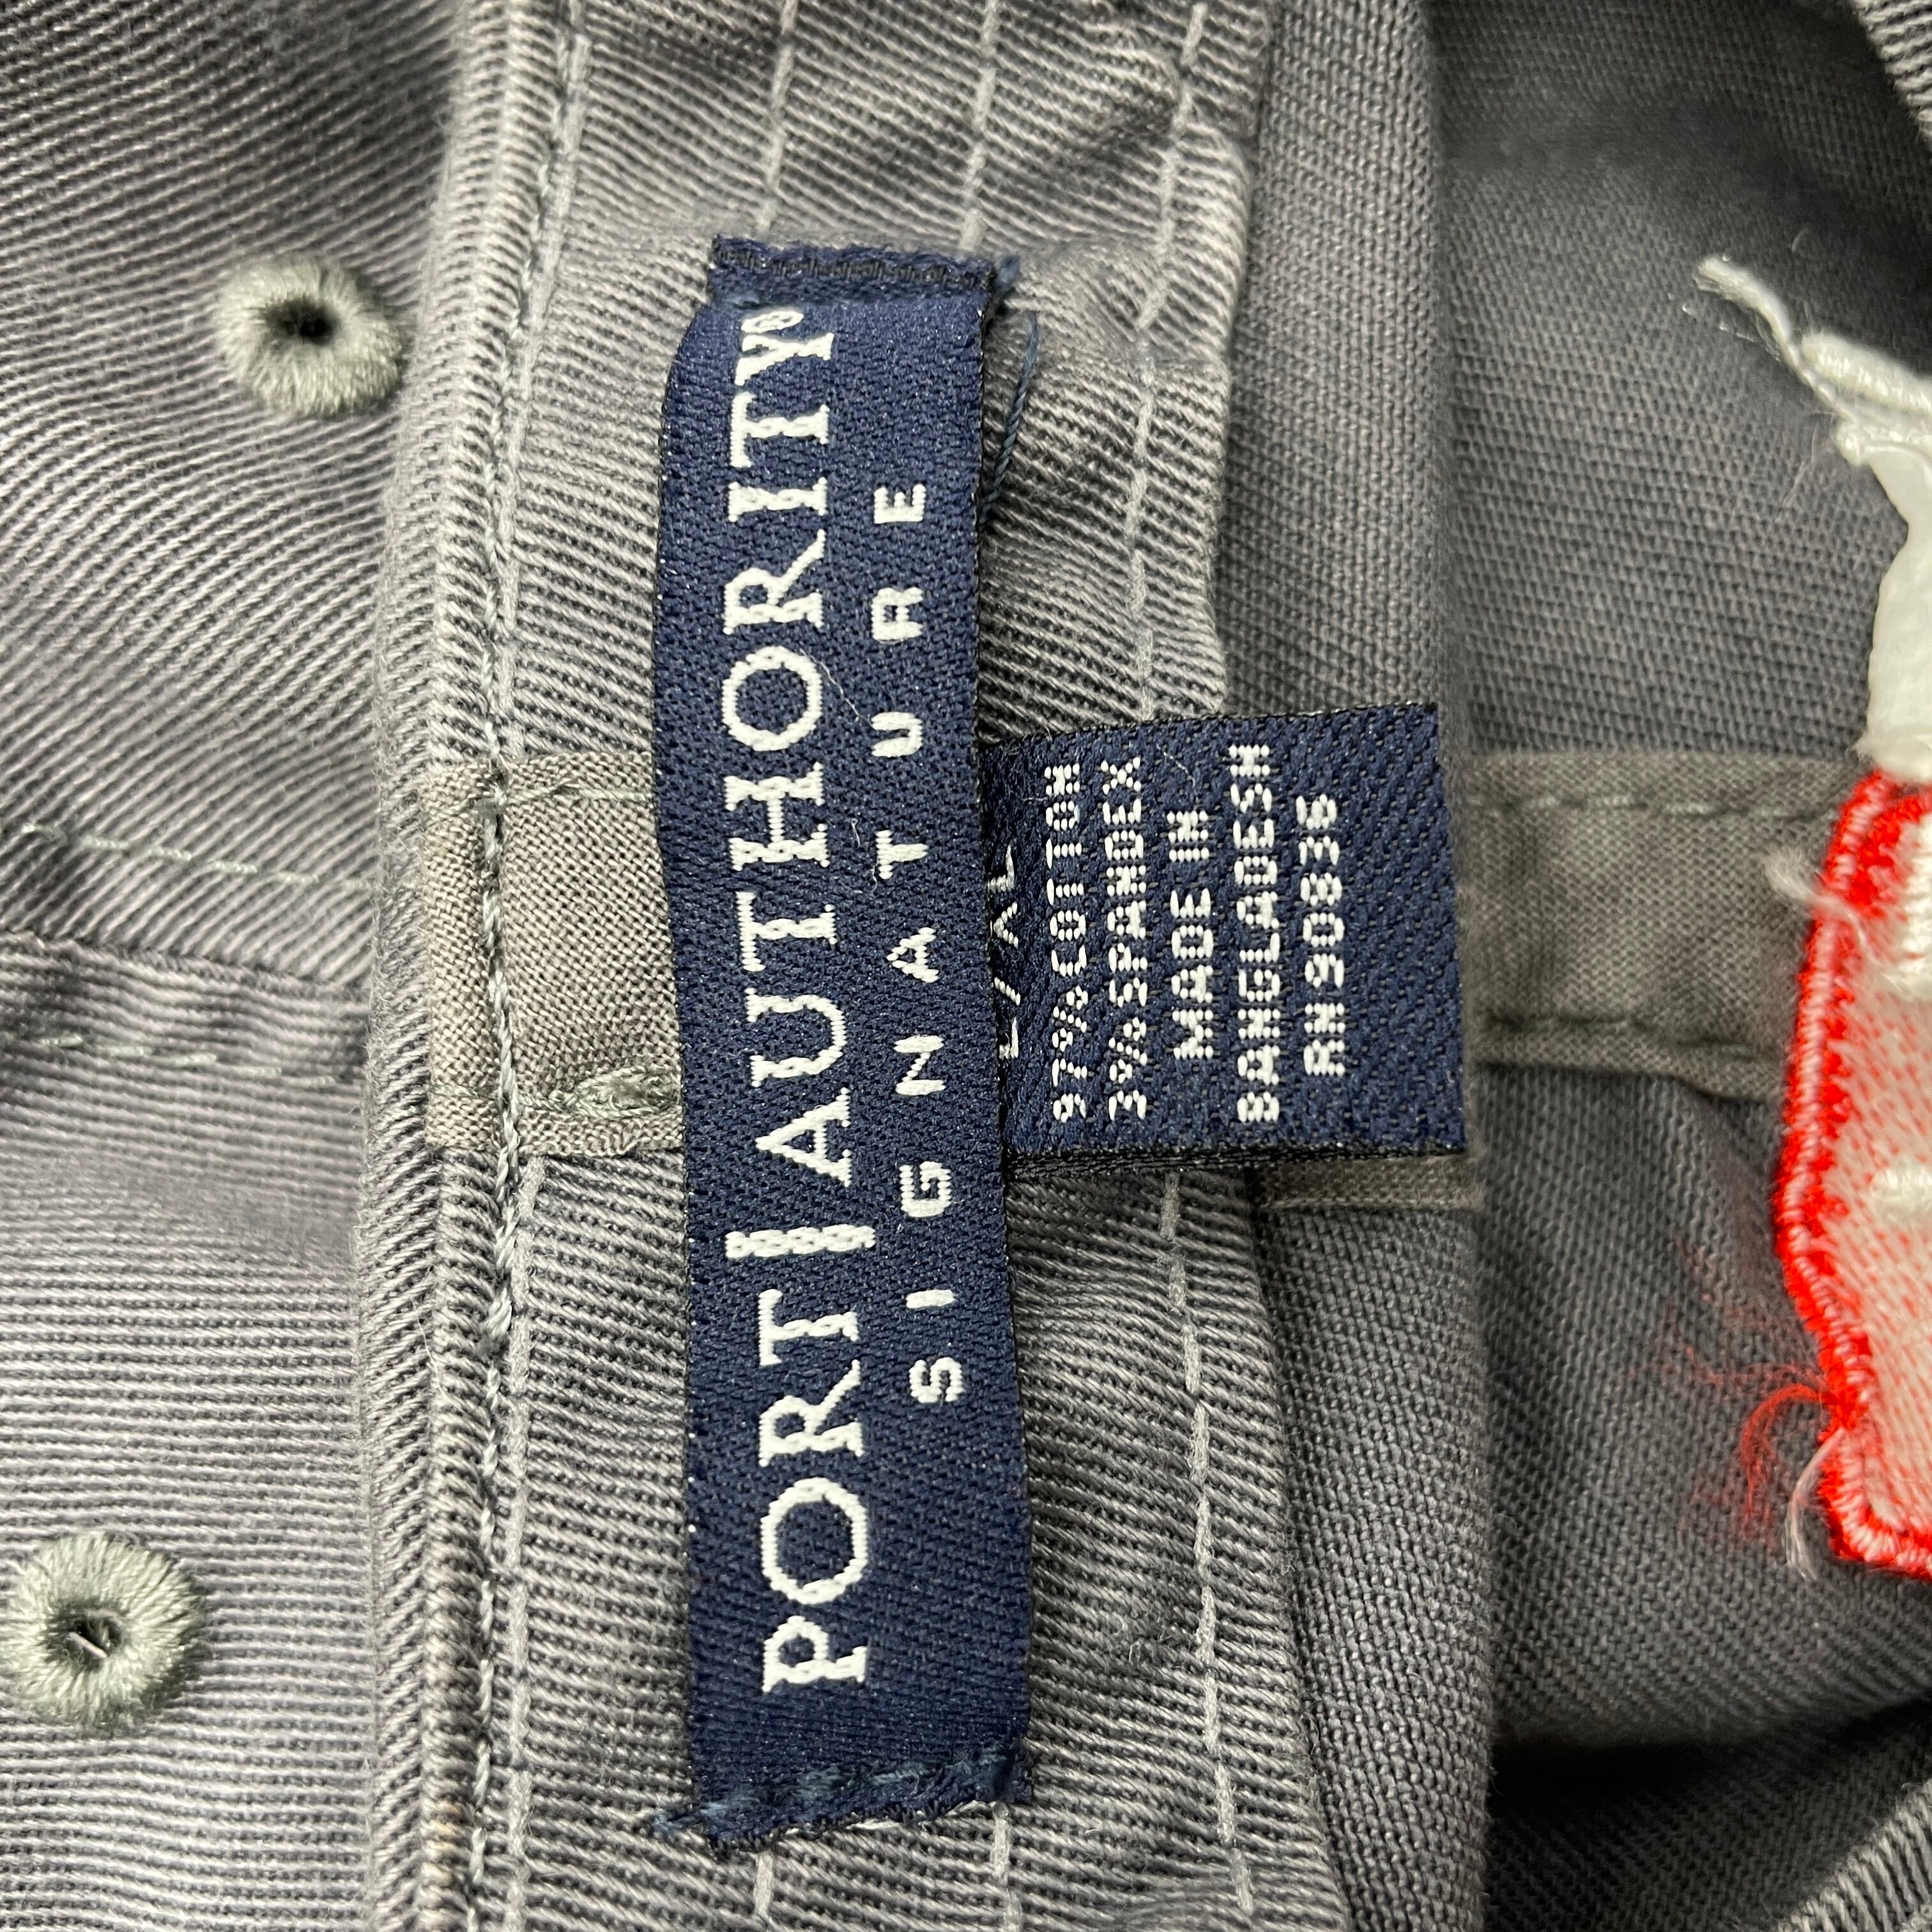 PORT AUTHORITY®
SIGNATURE
L/XL
97% COTTON
3% SPANDEX
MADE IN
BANGLADESH
RN 90836